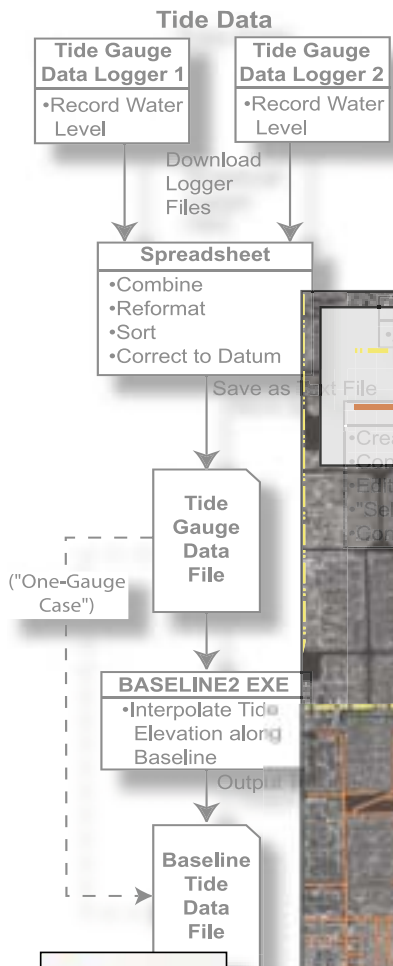 Tide Data
Tide Gauge
Data Logger 1
•Record Water
Level
Tide Gauge
Data Logger 2
•Record Water
Level
Download
Logger
Files
Spreadsheet
•Combine
•Reformat
•Sort
•Correct to Datum
Save as Text File
Tide
Gauge
Data
File
("One-Gauge
Case")
BASELINE2 EXE
•Interpolate Tide
Elevation along
Baseline
Output
Baseline
Tide
Data
File